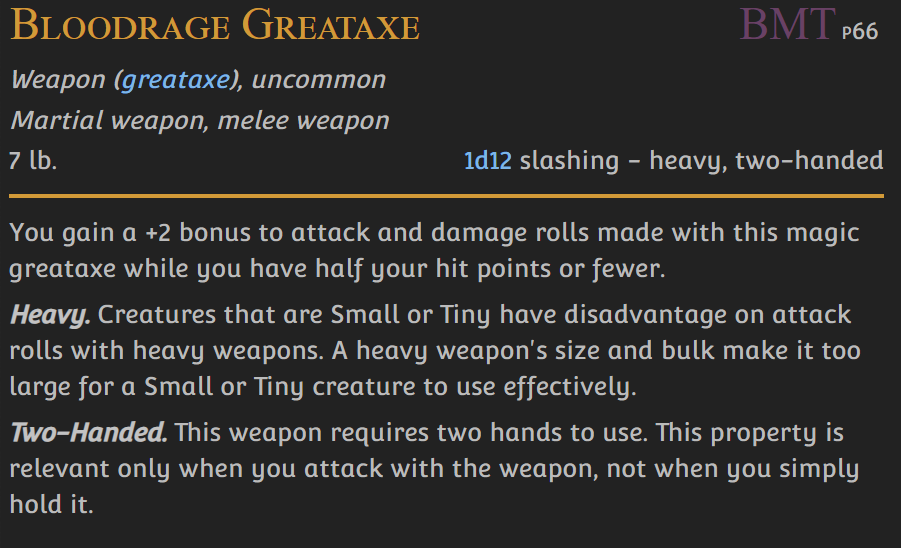 Bloodrage Greataxe BMT p66
Weapon (greataxe), uncommon
Martial weapon, melee weapon
7 lb. 1d12 slashing - heavy, two-handed
You gain a +2 bonus to attack and damage rolls made with this magic
greataxe while you have half your hit points or fewer.
Heavy. Creatures that are Small or Tiny have disadvantage on attack
rolls with heavy weapons. A heavy weapon's size and bulk make it too
large for a Small or Tiny creature to use effectively.
Two-Handed. This weapon requires two hands to use. This property is
relevant only when you attack with the weapon, not when you simply
hold it.